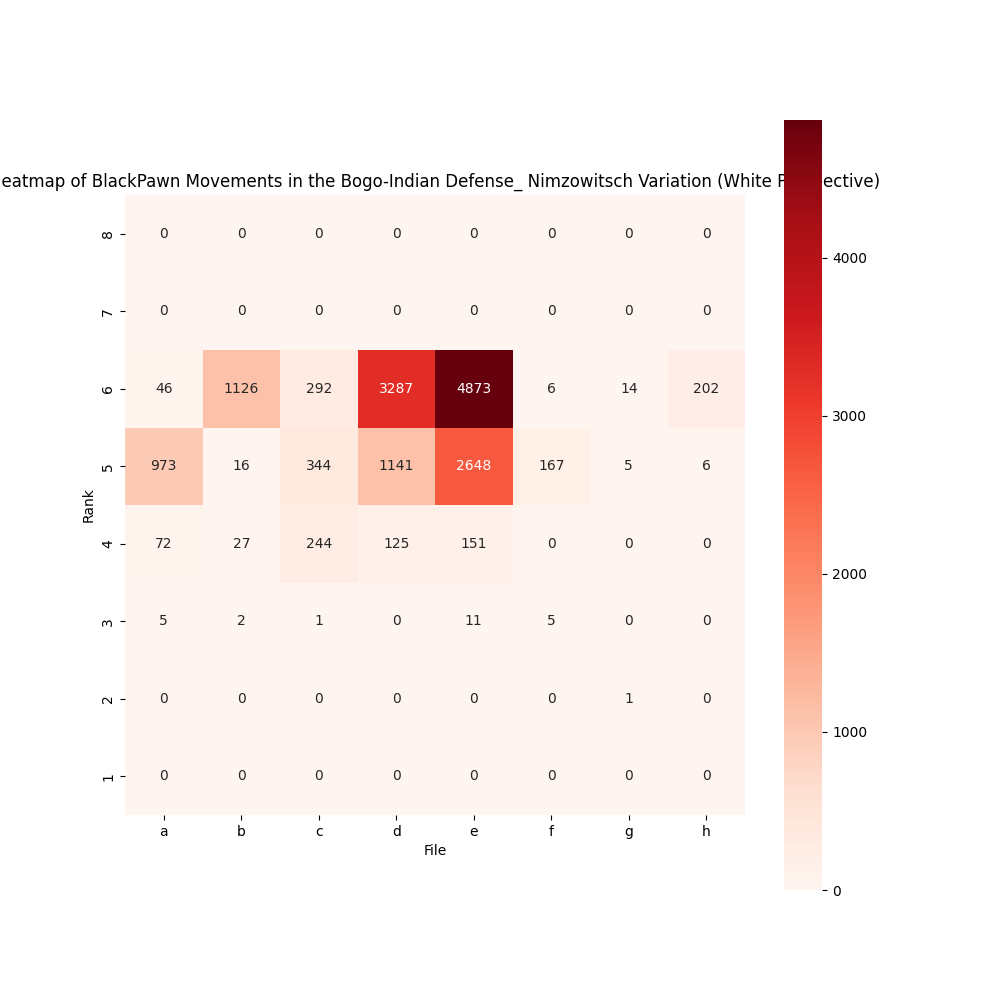 eatmap of BlackPawn Movements in the Bogo-Indian Defense_ Nimzowitsch Variation (White P ective)
8 0 0 0 0 0 0 0 0
7 0 0 0 0 0 0 0 0
6 46 1126 292 3287 4873 6 14 202
5 973 16 344 1141 2648 167 5 6
4 72 27 244 125 151 0 0 0
3 5 2 1 0 11 5 0 0
2 0 0 0 0 0 0 1 0
1 0 0 0 0 0 0 0 0
a b c d e f g h
File
Rank
4000
3000
2000
1000
0